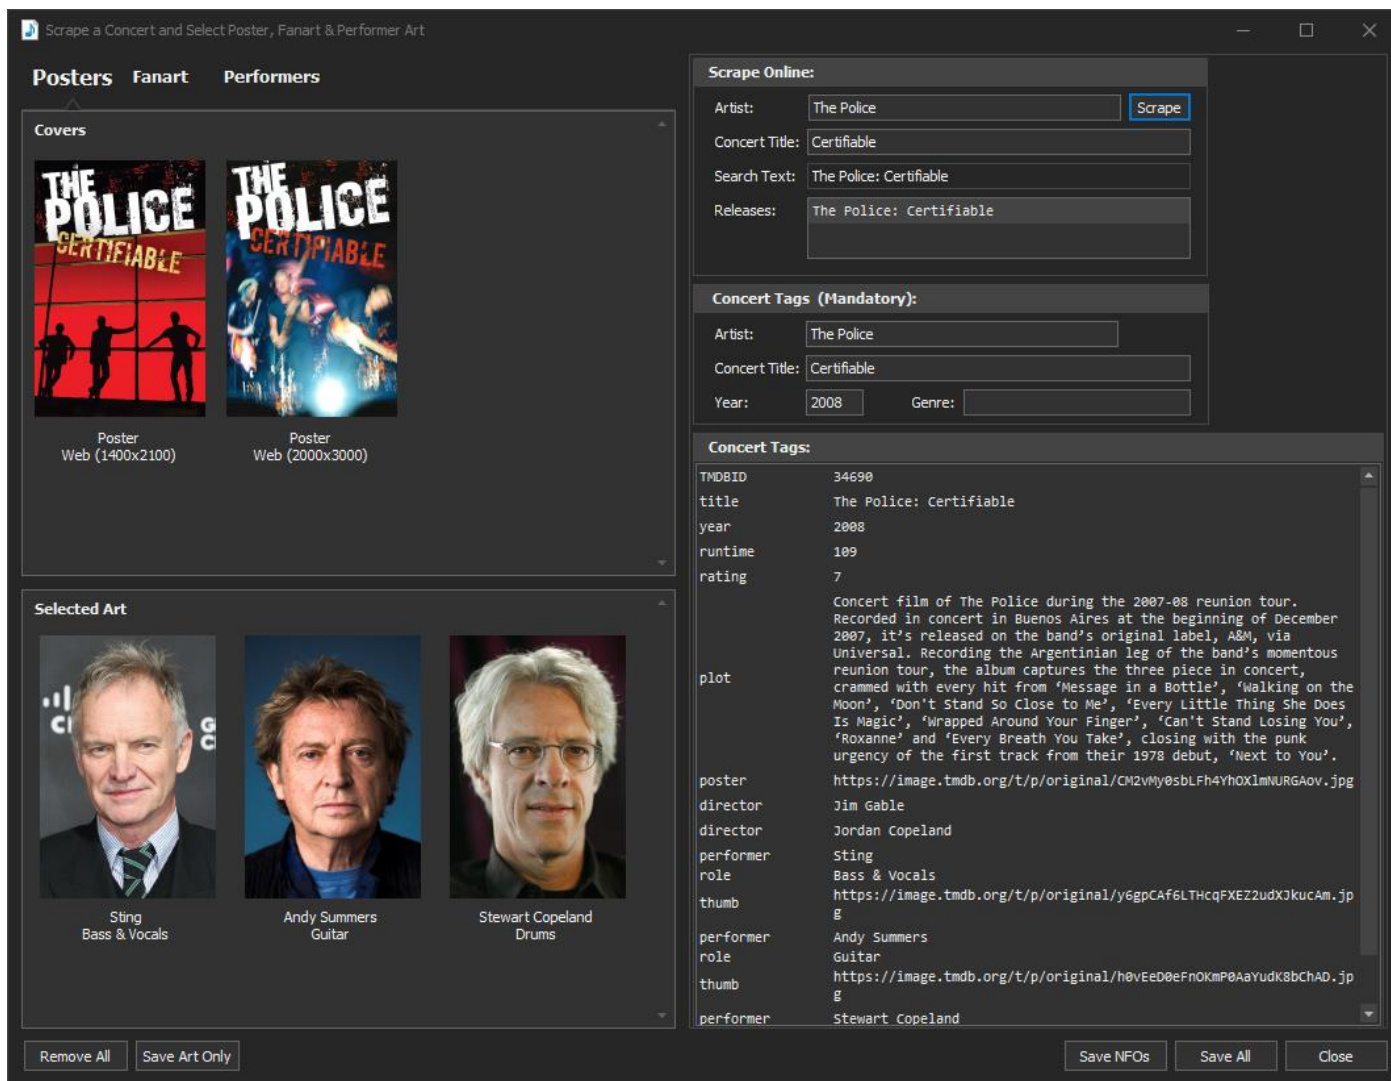 Scrape a Concert and Select Poster, Fanart & Performer Art
Posters Fanart Performers
Covers
THE
POLICE
CERTIFIABLE
THE
POLICE
CERTIFIABLE
Poster
Web (1400x2100)
Poster
Web (2000x3000)
Selected Art
Sting
Bass & Vocals
Andy Summers
Guitar
Stewart Copeland
Drums
Remove All
Save Art Only
Scrape Online:
Artist: The Police Scrape
Concert Title: Certifiable
Search Text: The Police: Certifiable
Releases: The Police: Certifiable
Concert Tags (Mandatory):
Artist: The Police
Concert Title: Certifiable
Year: 2008 Genre:
Concert Tags:
TMDBID 34690
title The Police: Certifiable
year 2008
runtime 109
rating 7
plot
Concert film of The Police during the 2007-08 reunion tour.
Recorded in concert in Buenos Aires at the beginning of December
2007, it’s released on the band’s original label, A&M, via
Universal. Recording the Argentinian leg of the band’s momentous
reunion tour, the album captures the three piece in concert,
crammed with every hit from ‘Message in a Bottle’, ‘Walking on the
Moon’, ‘Don't Stand So Close to Me’, ‘Every Little Thing She Does
Is Magic’, ‘Wrapped Around Your Finger’, ‘Can't Stand Losing You’,
‘Roxanne’ and ‘Every Breath You Take’, closing with the punk
urgency of the first track from their 1978 debut, ‘Next to You’.
poster https://image.tmdb.org/t/p/original/CM2vMy0sbLFh4YhOXlmNURGAov.jpg
director Jim Gable
director Jordan Copeland
performer Sting
role Bass & Vocals
thumb https://image.tmdb.org/t/p/original/y6gpCAf6LTHcqFXEZ2udXJkucAm.jp
g
performer Andy Summers
role Guitar
thumb https://image.tmdb.org/t/p/original/h0vEeD0eFnOKmP0AaYudK8bChAD.jp
g
performer Stewart Copeland
Save NFOs
Save All
Close